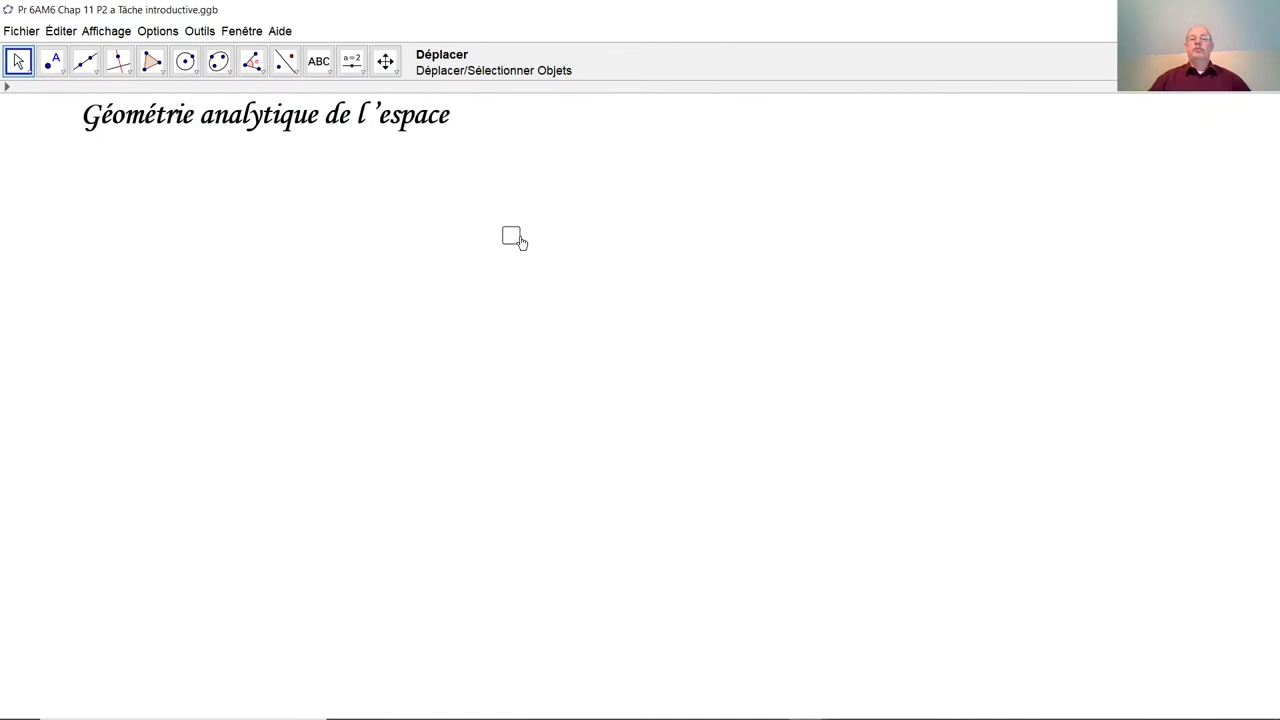 Pr 6AM6 Chap 11 P2 a Tâche introductive.ggb
Fichier Éditer Affichage Options Outils Fenêtre Aide
A
ABC
a=2
Déplacer
Déplacer/Sélectionner Objets
Géométrie analytique de l ’espace